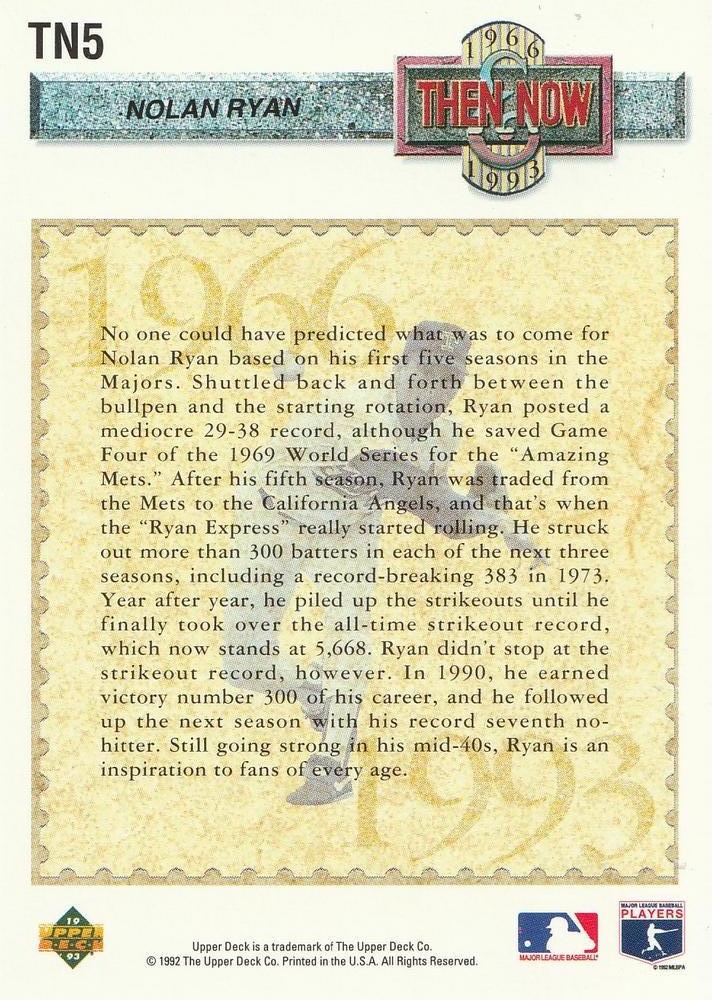 TN5
NOLAN RYAN
1966
THEN & NOW
1993
1966
No one could have predicted what was to come for
Nolan Ryan based on his first five seasons in the
Majors. Shuttled back and forth between the
bullpen and the starting rotation, Ryan posted a
mediocre 29-38 record, although he saved Game
Four of the 1969 World Series for the “Amazing
Mets.” After his fifth season, Ryan was traded from
the Mets to the California Angels, and that’s when
the “Ryan Express” really started rolling. He struck
out more than 300 batters in each of the next three
seasons, including a record-breaking 383 in 1973.
Year after year, he piled up the strikeouts until he
finally took over the all-time strikeout record,
which now stands at 5,668. Ryan didn’t stop at the
strikeout record, however. In 1990, he earned
victory number 300 of his career, and he followed
up the next season with his record seventh no-
hitter. Still going strong in his mid-40s, Ryan is an
inspiration to fans of every age.
1993
19
UPPER
DECK
'93
Upper Deck is a trademark of The Upper Deck Co.
© 1992 The Upper Deck Co. Printed in the U.S.A. All Rights Reserved.
MAJOR LEAGUE BASEBALL®
MAJOR LEAGUE BASEBALL
PLAYERS
© 1992 MLBPA